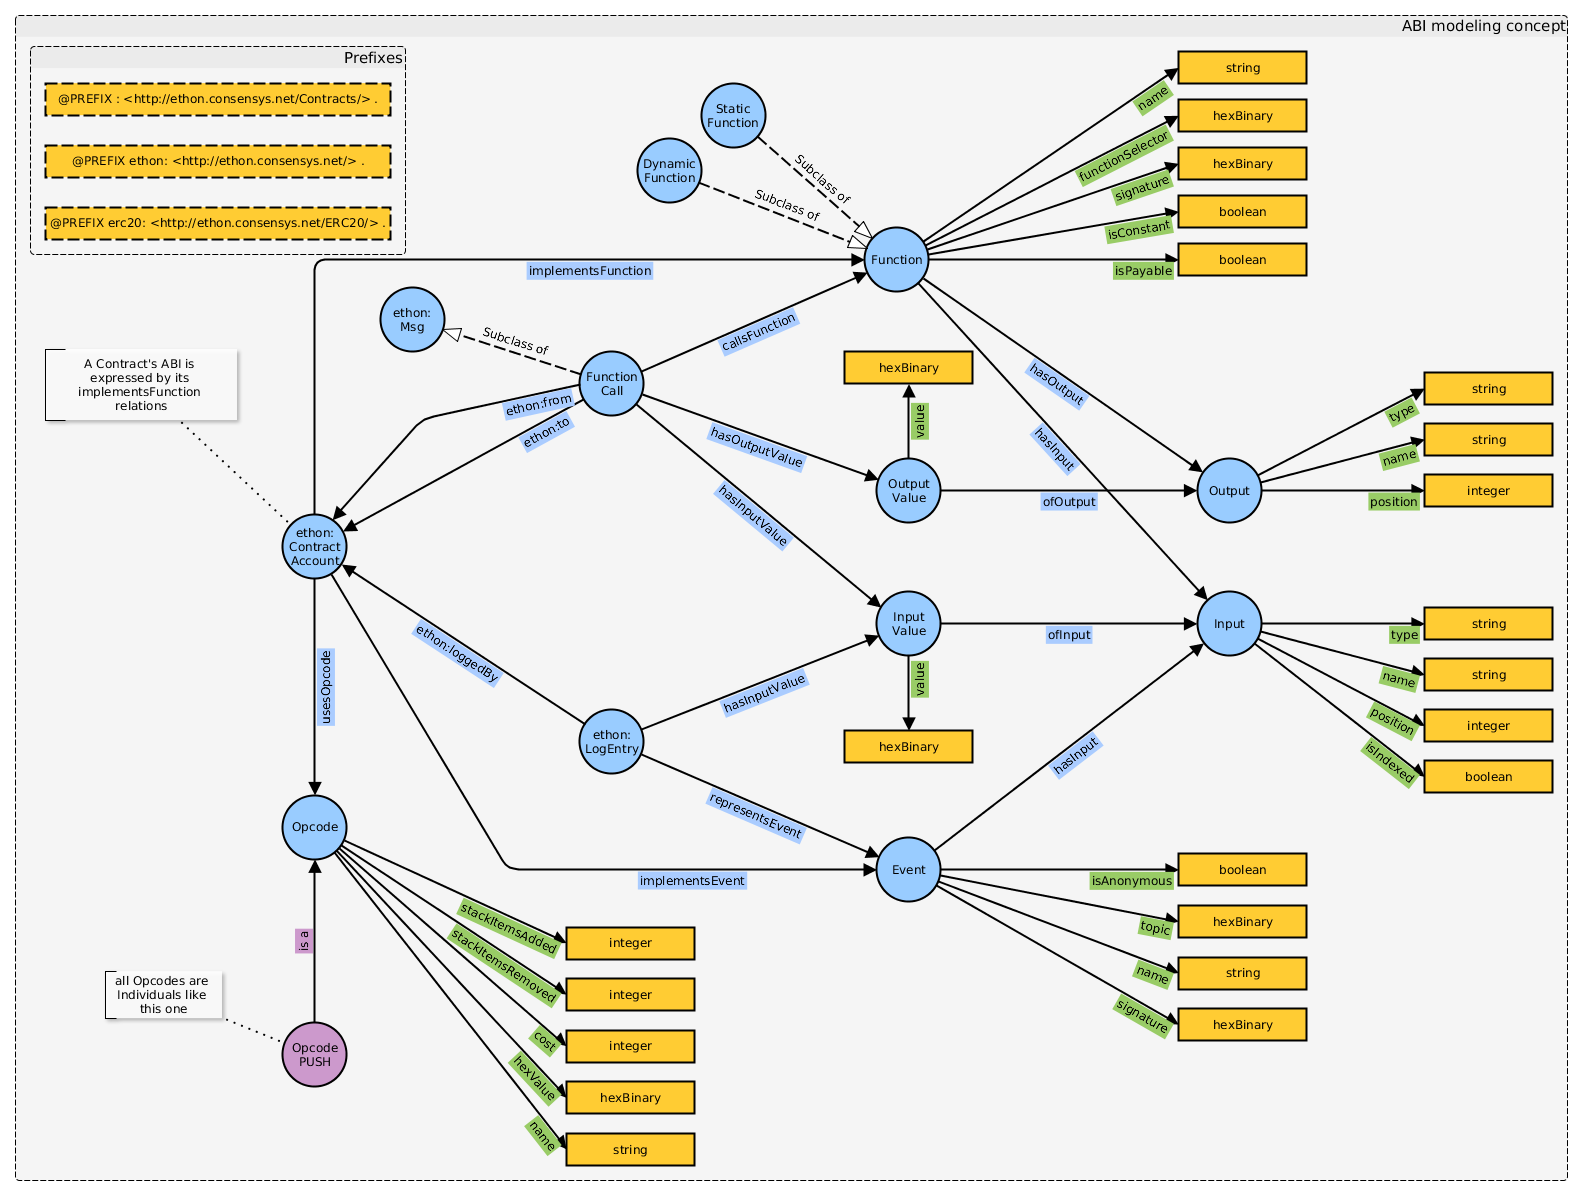 ABI modeling concept
Prefixes
@PREFIX : <http://ethon.consensys.net/Contracts/> .
@PREFIX ethon: <http://ethon.consensys.net/> .
@PREFIX erc20: <http://ethon.consensys.net/ERC20/> .
Static
Function
Dynamic
Function
Subclass of
Subclass of
Function
name
string
functionSelector
hexBinary
signature
hexBinary
isConstant
boolean
isPayable
boolean
implementsFunction
ethon:
Msg
Subclass of
Function
Call
callsFunction
ethon:from
ethon:to
A Contract's ABI is
expressed by its
implementsFunction
relations
hexBinary
value
hasOutputValue
hasInputValue
Output
Value
hasOutput
hasInput
ofOutput
Output
type
string
name
string
position
integer
ethon:
Contract
Account
ethon:loggedBy
usesOpcode
Input
Value
ofInput
Input
value
hexBinary
type
string
name
string
position
integer
isIndexed
boolean
hasInputValue
ethon:
LogEntry
representsEvent
hasInput
implementsEvent
Event
isAnonymous
boolean
topic
hexBinary
name
string
signature
hexBinary
Opcode
is a
stackItemsAdded
integer
stackItemsRemoved
integer
cost
integer
hexValue
hexBinary
name
string
all Opcodes are
Individuals like
this one
Opcode
PUSH